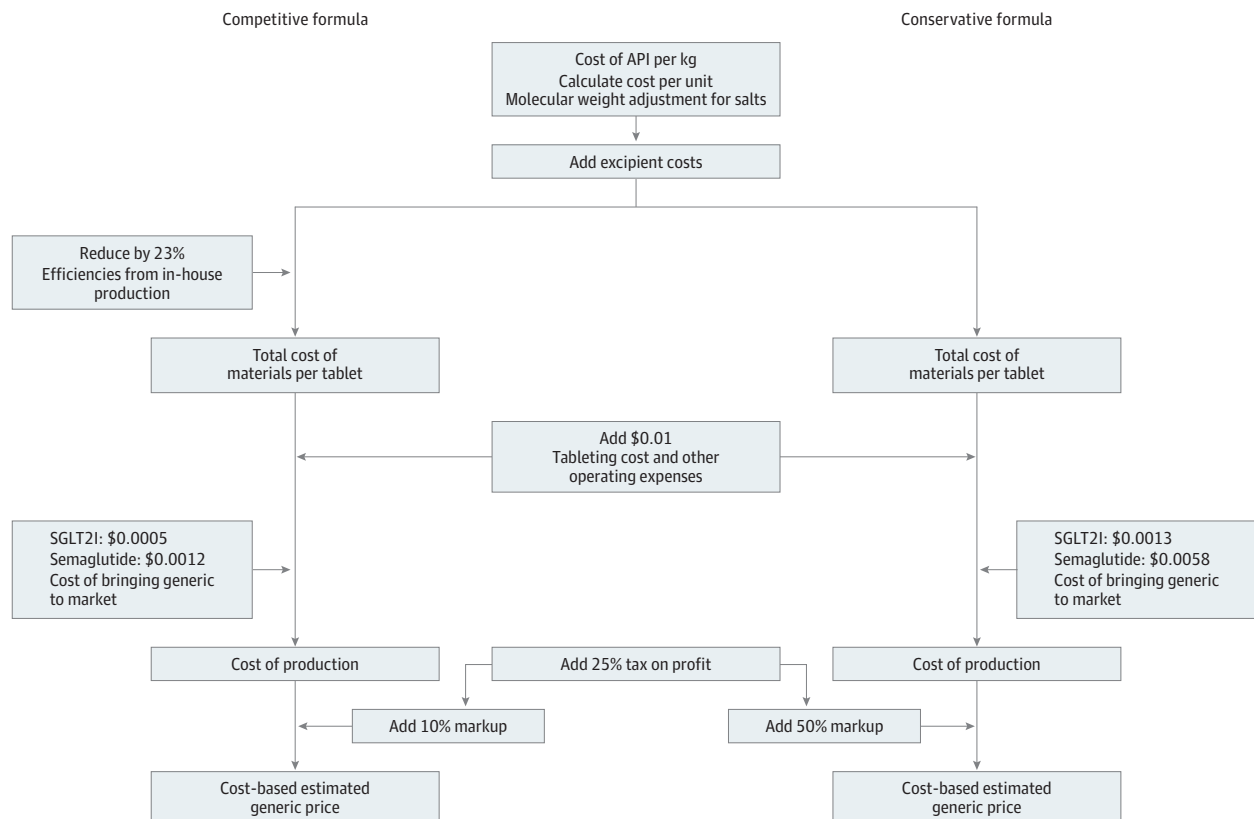 Competitive formula
Conservative formula
Cost of API per kg
Calculate cost per unit
Molecular weight adjustment for salts
Add excipient costs
Reduce by 23%
Efficiencies from in-house
production
Total cost of
materials per tablet
Total cost of
materials per tablet
Add $0.01
Tableting cost and other
operating expenses
SGLT2I: $0.0005
Semaglutide: $0.0012
Cost of bringing generic
to market
SGLT2I: $0.0013
Semaglutide: $0.0058
Cost of bringing generic
to market
Cost of production
Add 25% tax on profit
Cost of production
Add 10% markup
Add 50% markup
Cost-based estimated
generic price
Cost-based estimated
generic price